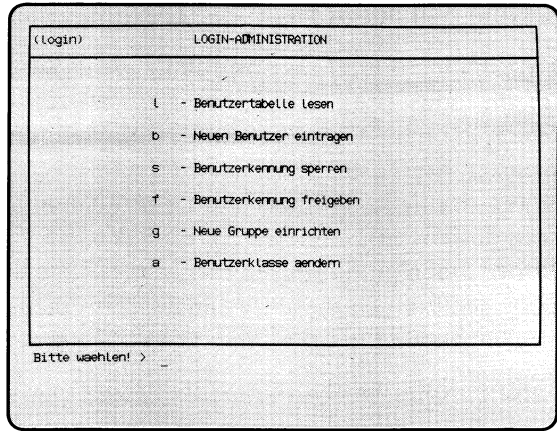 (login) LOGIN-ADMINISTRATION
l - Benutzertabelle lesen
b - Neuen Benutzer eintragen
s - Benutzerkennung sperren
f - Benutzerkennung freigeben
g - Neue Gruppe einrichten
a - Benutzerklasse aendern
Bitte waehlen! > _